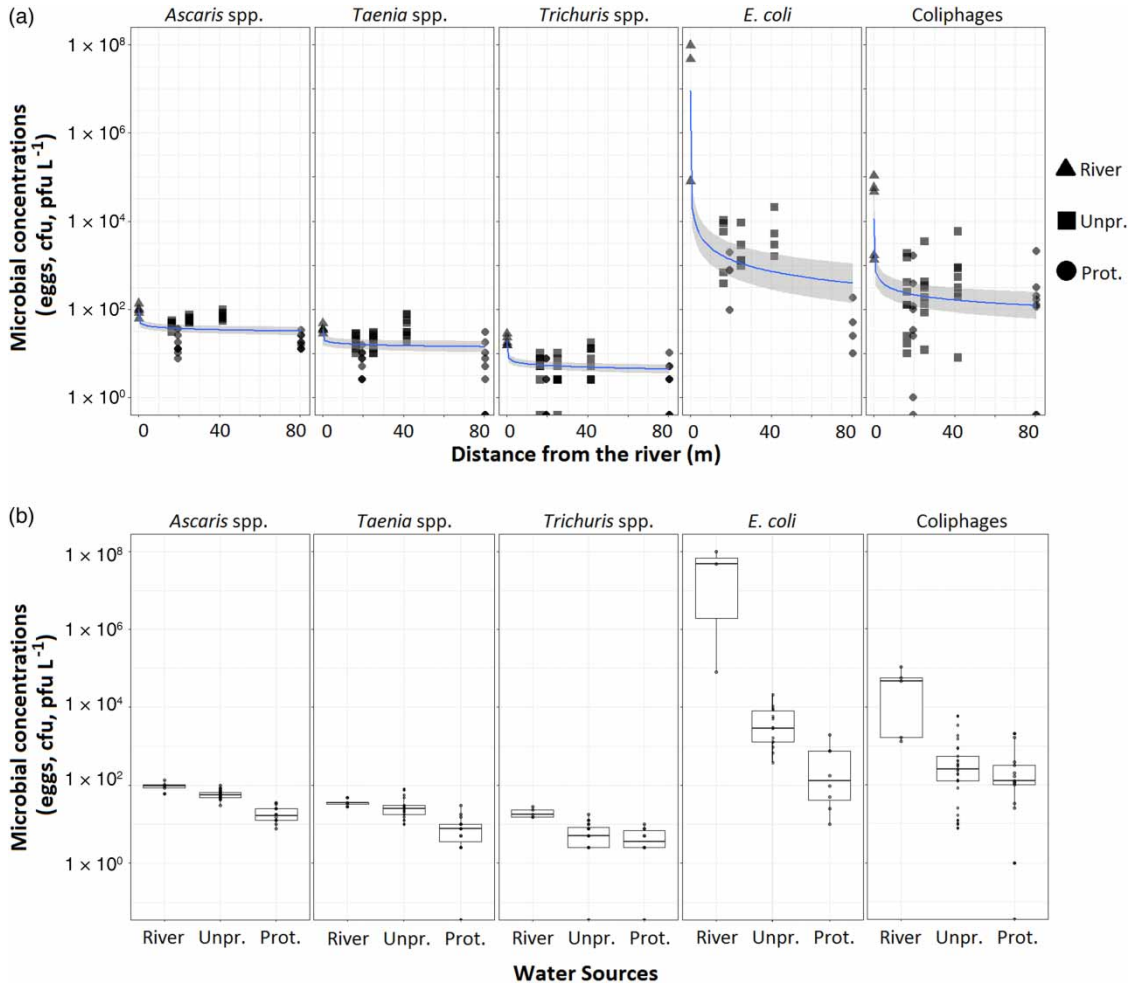 (a)
Ascaris spp. Taenia spp. Trichuris spp. E. coli Coliphages
Microbial concentrations
(eggs, cfu, pfu L⁻¹)
1 × 10⁸
1 × 10⁶
1 × 10⁴
1 × 10²
1 × 10⁰
River
Unpr.
Prot.
0 40 80 0 40 80 0 40 80 0 40 80 0 40 80
Distance from the river (m)
(b)
Ascaris spp. Taenia spp. Trichuris spp. E. coli Coliphages
Microbial concentrations
(eggs, cfu, pfu L⁻¹)
1 × 10⁸
1 × 10⁶
1 × 10⁴
1 × 10²
1 × 10⁰
River Unpr. Prot. River Unpr. Prot. River Unpr. Prot. River Unpr. Prot. River Unpr. Prot.
Water Sources